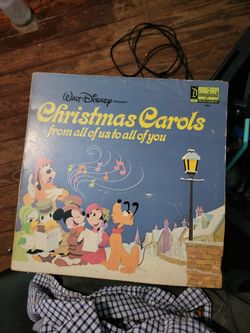 Walt Disney PRESENTS
Disneyland
Christmas Carols
from all of us to all of you